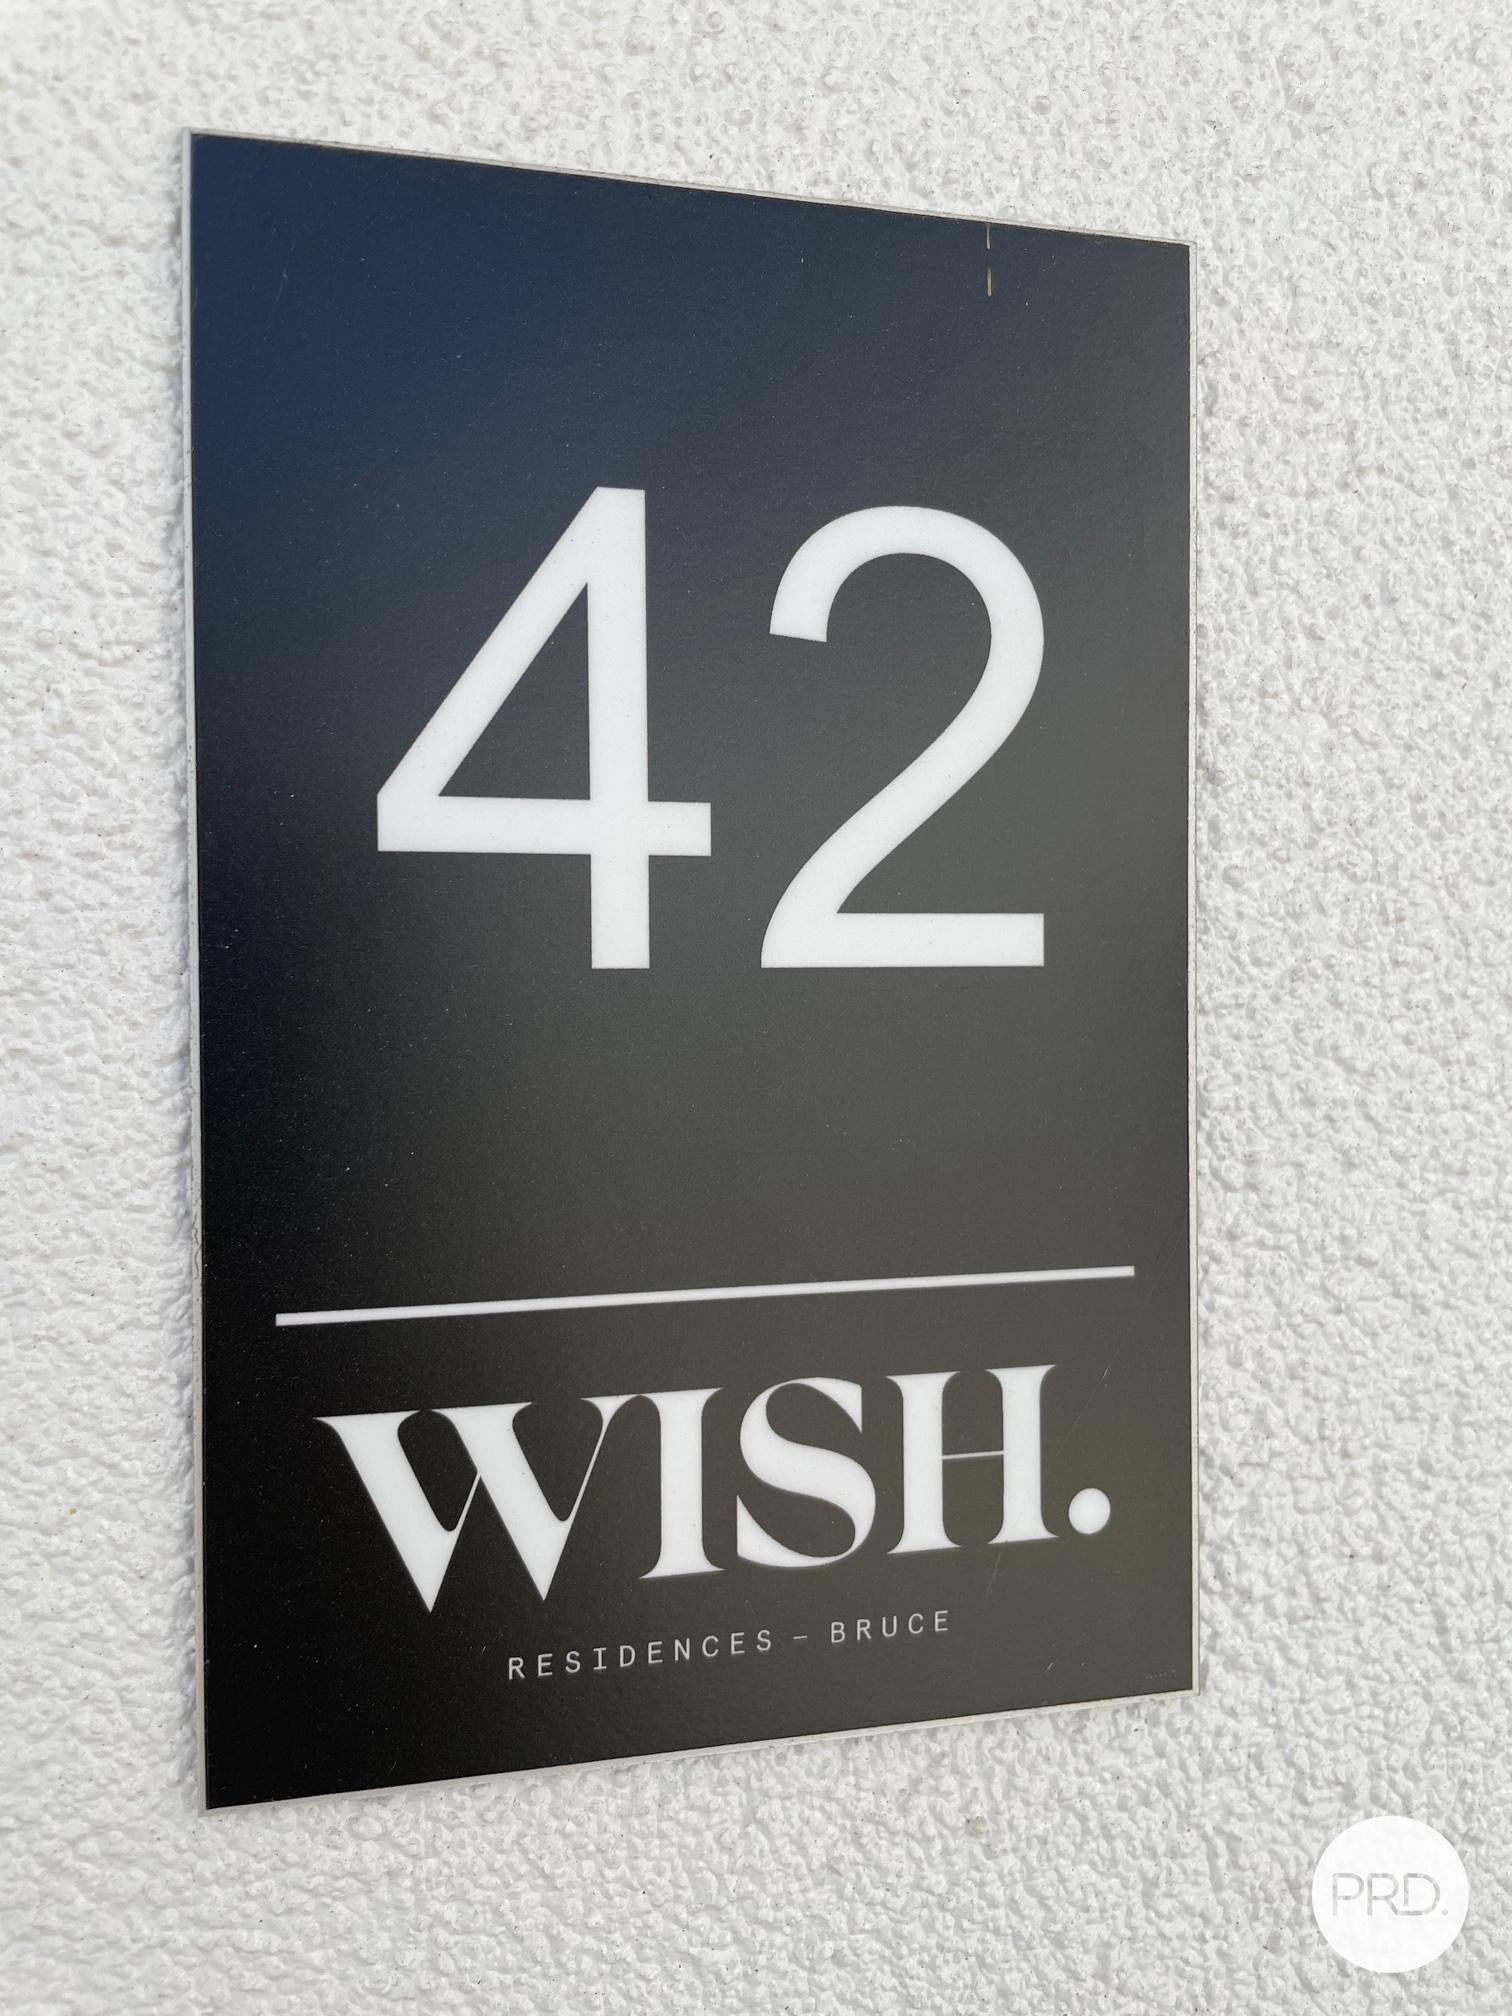 42
WISH.
RESIDENCES – BRUCE
PRD.